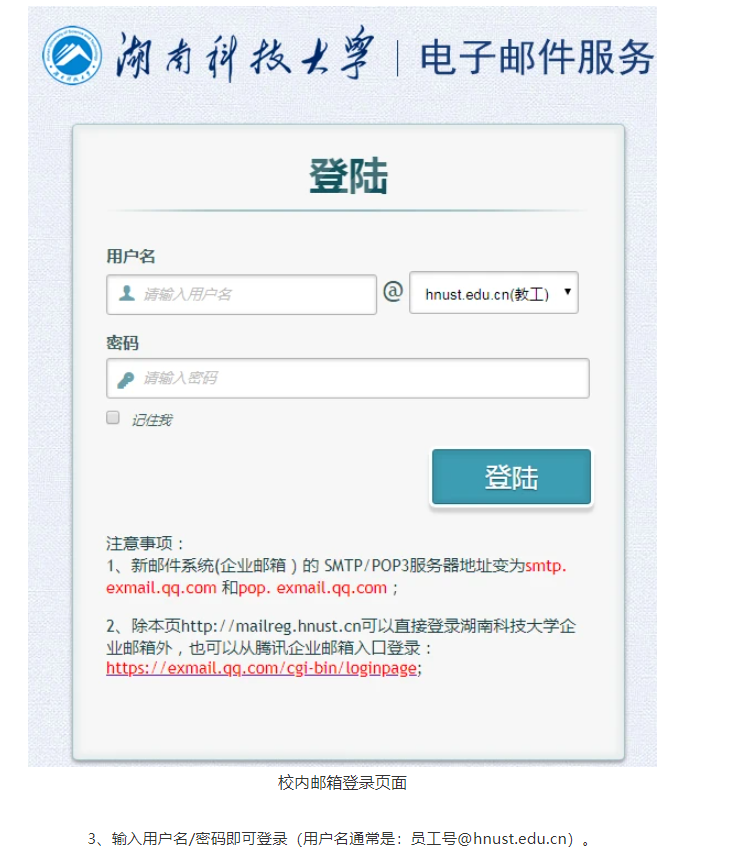 湖南科技大学 | 电子邮件服务
登陆
用户名
请输入用户名 @ hnust.edu.cn(教工)
密码
请输入密码
记住我
登陆
注意事项：
1、新邮件系统(企业邮箱）的 SMTP/POP3服务器地址变为smtp.
exmail.qq.com 和pop. exmail.qq.com；
2、除本页http://mailreg.hnust.cn可以直接登录湖南科技大学企
业邮箱外，也可以从腾讯企业邮箱入口登录：
https://exmail.qq.com/cgi-bin/loginpage;
校内邮箱登录页面
3、输入用户名/密码即可登录（用户名通常是：员工号@hnust.edu.cn）。